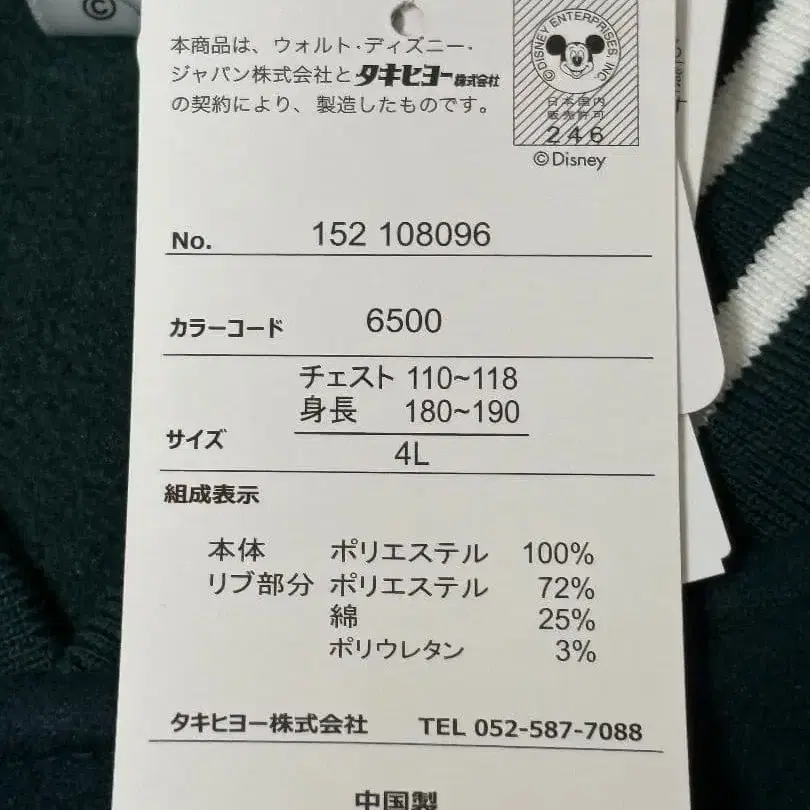 ©
本商品は、ウォルト・ディズニー・
ジャパン株式会社とタキヒヨー株式会社
の契約により、製造したものです。
©DISNEY ENTERPRISES, INC.
日本国内
販売許可
246
©Disney
No. 152 108096
カラーコード 6500
チェスト 110~118
身長 180~190
サイズ 4L
組成表示
本体 ポリエステル 100%
リブ部分 ポリエステル 72%
綿 25%
ポリウレタン 3%
タキヒヨー株式会社 TEL 052-587-7088
中国製